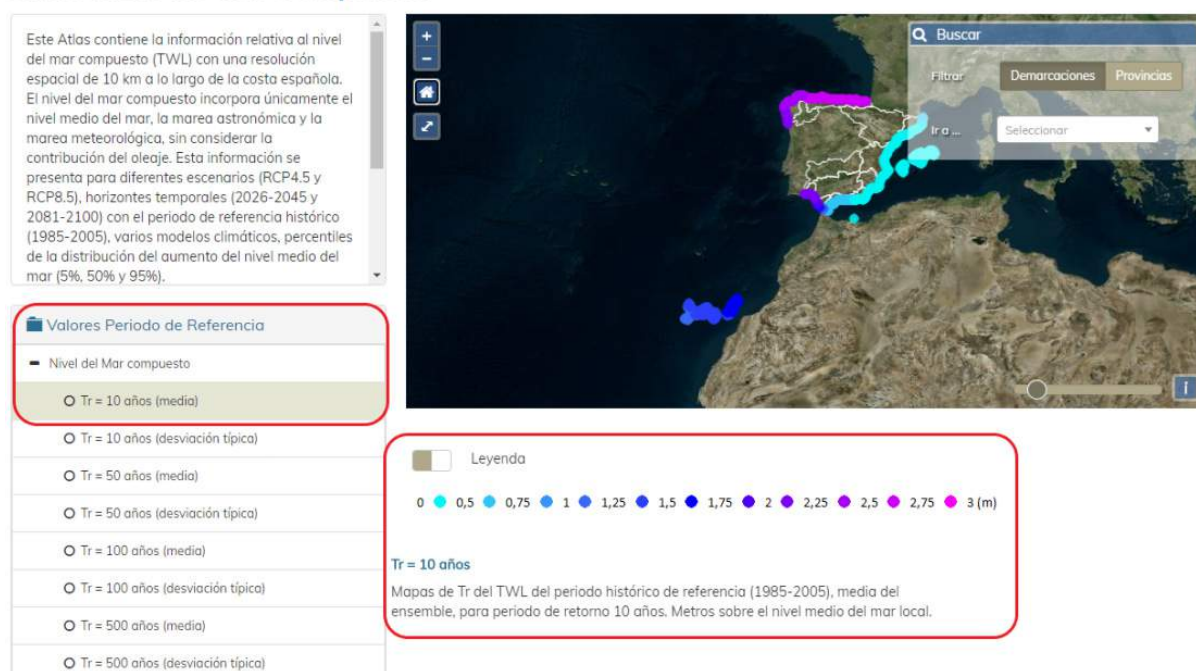 Este Atlas contiene la información relativa al nivel
del mar compuesto (TWL) con una resolución
espacial de 10 km a lo largo de la costa española.
El nivel del mar compuesto incorpora únicamente el
nivel medio del mar, la marea astronómica y la
marea meteorológica, sin considerar la
contribución del oleaje. Esta información se
presenta para diferentes escenarios (RCP4.5 y
RCP8.5), horizontes temporales (2026-2045 y
2081-2100) con el periodo de referencia histórico
(1985-2005), varios modelos climáticos, percentiles
de la distribución del aumento del nivel medio del
mar (5%, 50% y 95%).
Valores Periodo de Referencia
Nivel del Mar compuesto
Tr = 10 años (media)
Tr = 10 años (desviación típica)
Tr = 50 años (media)
Tr = 50 años (desviación típica)
Tr = 100 años (media)
Tr = 100 años (desviación típica)
Tr = 500 años (media)
Tr = 500 años (desviación típica)
+
−
Buscar
Filtrar Demarcaciones Provincias
Ir a ... Seleccionar
i
Leyenda
0 0,5 0,75 1 1,25 1,5 1,75 2 2,25 2,5 2,75 3 (m)
Tr = 10 años
Mapas de Tr del TWL del periodo histórico de referencia (1985-2005), media del
ensemble, para periodo de retorno 10 años. Metros sobre el nivel medio del mar local.